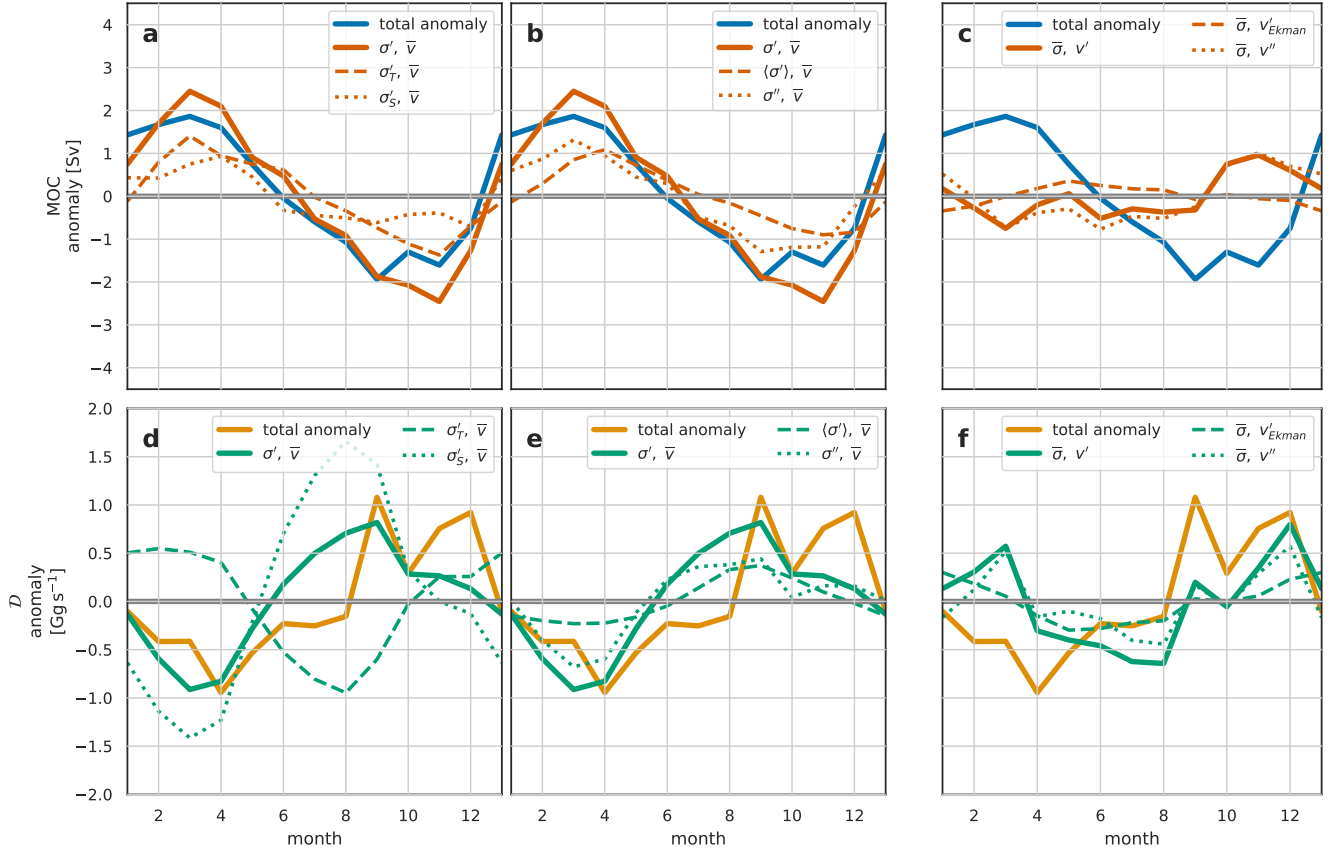 a
total anomaly
σ′, v̅
σ′_T, v̅
σ′_S, v̅
b
total anomaly
σ′, v̅
⟨σ′⟩, v̅
σ″, v̅
c
total anomaly
σ̅, v′
σ̅, v′_Ekman
σ̅, v″
4
3
2
1
0
−1
−2
−3
−4
MOC
anomaly [Sv]
d
total anomaly
σ′, v̅
σ′_T, v̅
σ′_S, v̅
e
total anomaly
σ′, v̅
⟨σ′⟩, v̅
σ″, v̅
f
total anomaly
σ̅, v′
σ̅, v′_Ekman
σ̅, v″
2.0
1.5
1.0
0.5
0.0
−0.5
−1.0
−1.5
−2.0
𝒟
anomaly
[Gg s⁻¹]
2 4 6 8 10 12
month
2 4 6 8 10 12
month
2 4 6 8 10 12
month